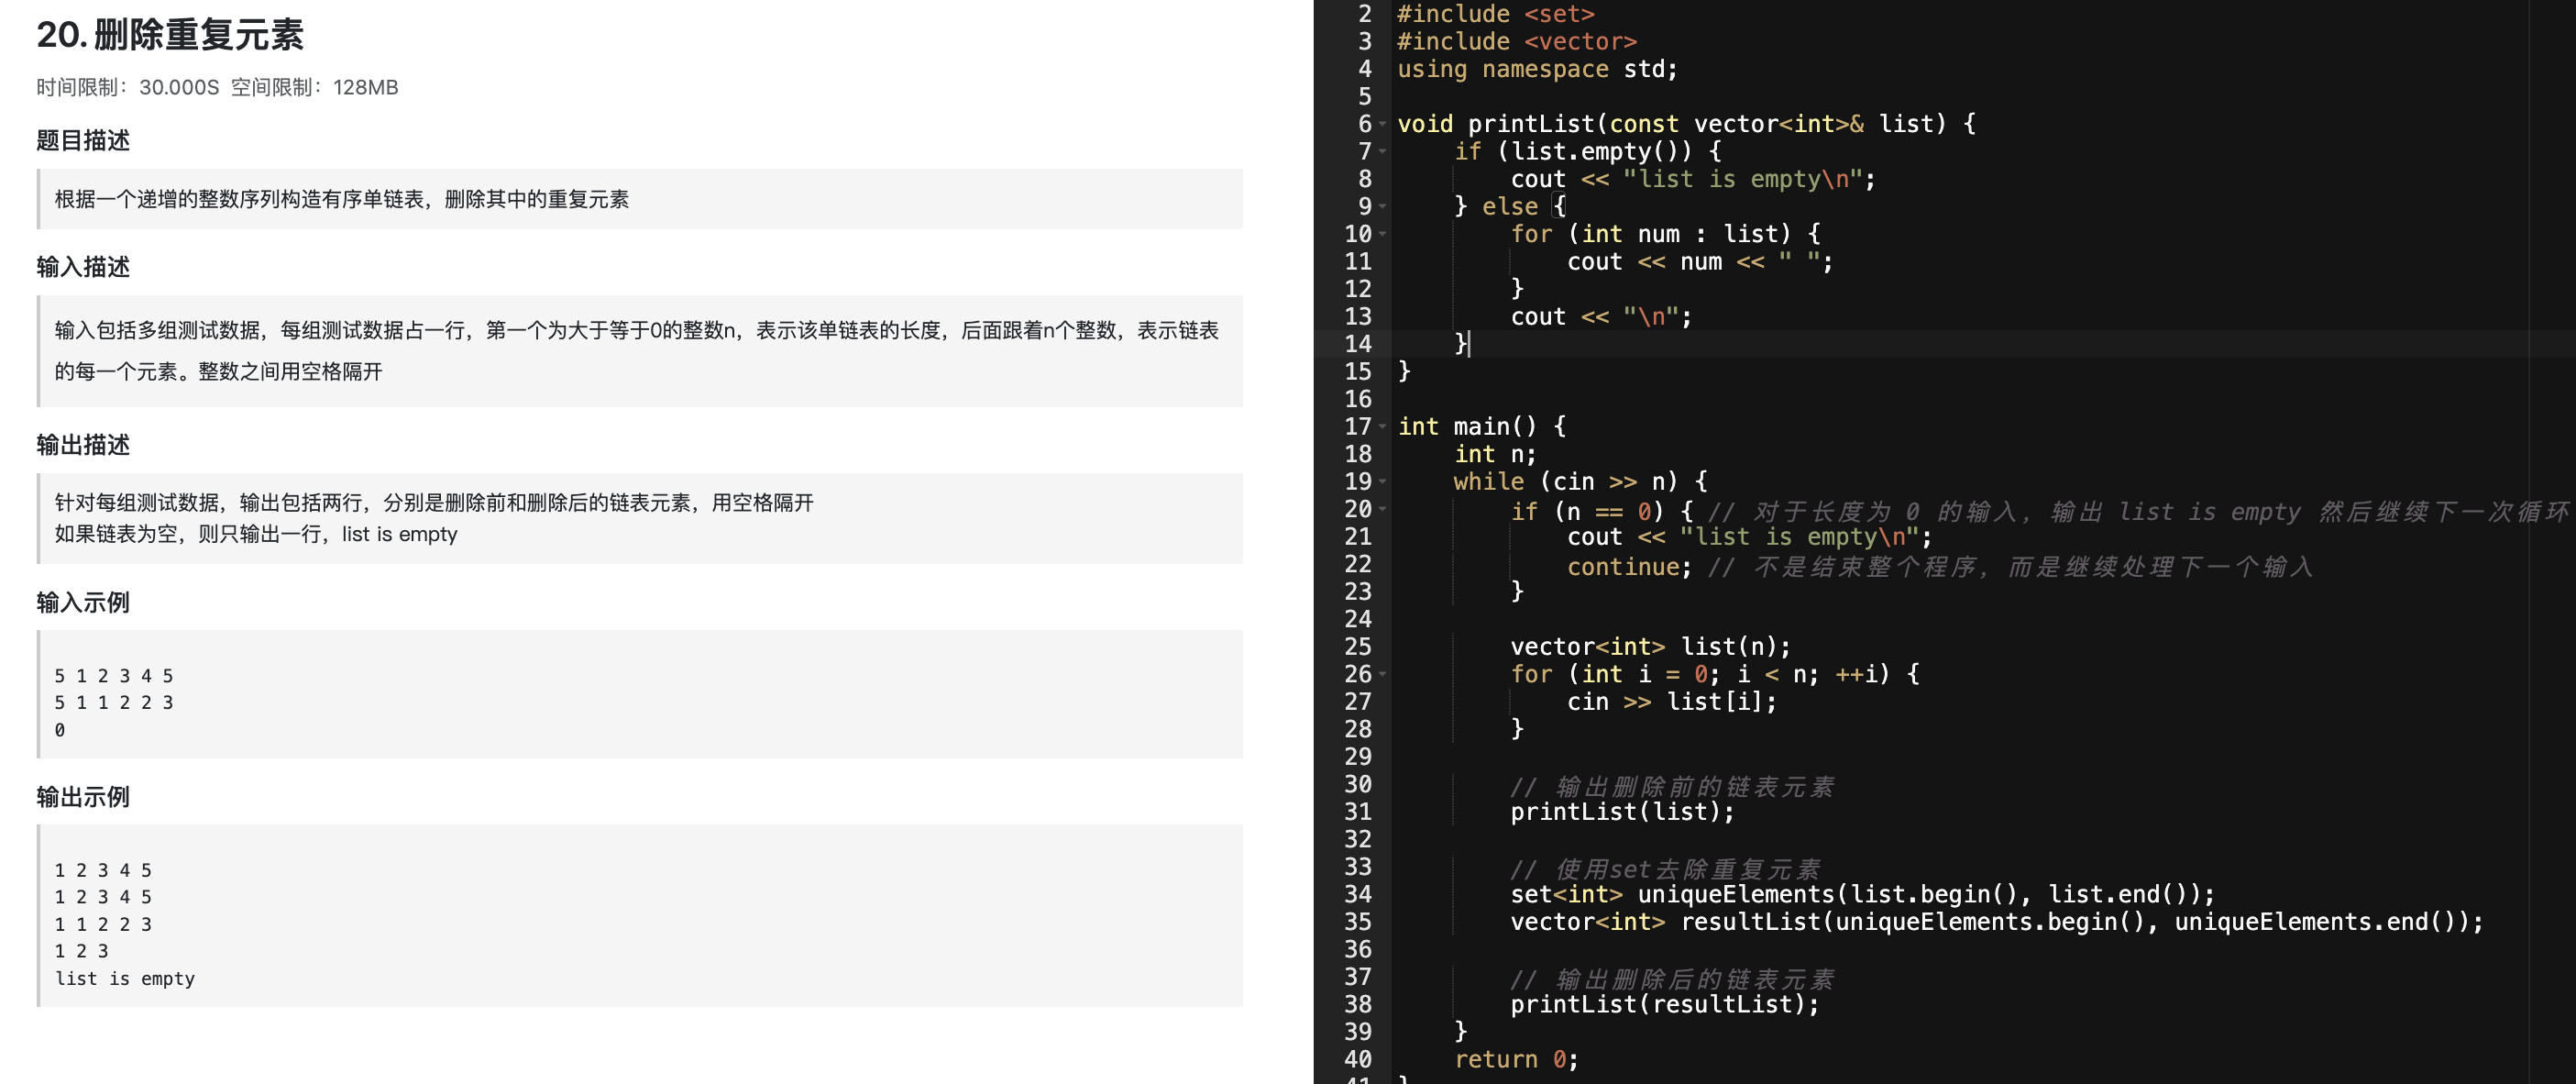 20. 删除重复元素
时间限制：30.000S 空间限制：128MB
题目描述
根据一个递增的整数序列构造有序单链表，删除其中的重复元素
输入描述
输入包括多组测试数据，每组测试数据占一行，第一个为大于等于0的整数n，表示该单链表的长度，后面跟着n个整数，表示链表
的每一个元素。整数之间用空格隔开
输出描述
针对每组测试数据，输出包括两行，分别是删除前和删除后的链表元素，用空格隔开
如果链表为空，则只输出一行，list is empty
输入示例
5 1 2 3 4 5
5 1 1 2 2 3
0
输出示例
1 2 3 4 5
1 2 3 4 5
1 1 2 2 3
1 2 3
list is empty
2 #include <set>
3 #include <vector>
4 using namespace std;
5
6 void printList(const vector<int>& list) {
7     if (list.empty()) {
8         cout << "list is empty\n";
9     } else {
10         for (int num : list) {
11             cout << num << " ";
12         }
13         cout << "\n";
14     }
15 }
16
17 int main() {
18     int n;
19     while (cin >> n) {
20         if (n == 0) { // 对于长度为 0 的输入，输出 list is empty 然后继续下一次循环
21             cout << "list is empty\n";
22             continue; // 不是结束整个程序，而是继续处理下一个输入
23         }
24
25         vector<int> list(n);
26         for (int i = 0; i < n; ++i) {
27             cin >> list[i];
28         }
29
30         // 输出删除前的链表元素
31         printList(list);
32
33         // 使用set去除重复元素
34         set<int> uniqueElements(list.begin(), list.end());
35         vector<int> resultList(uniqueElements.begin(), uniqueElements.end());
36
37         // 输出删除后的链表元素
38         printList(resultList);
39     }
40     return 0;
41 }